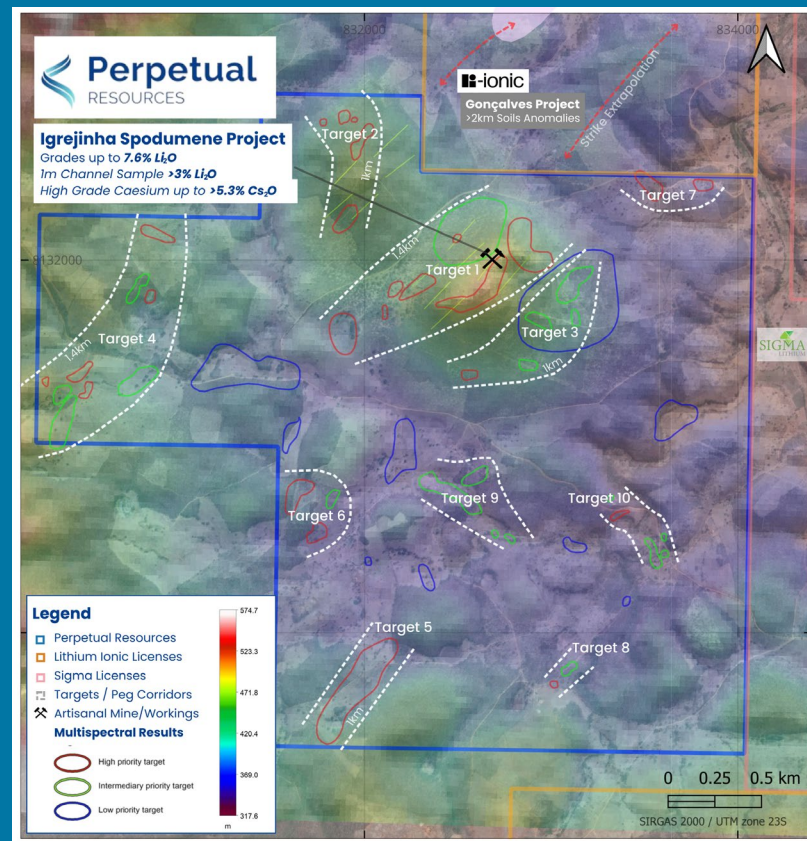 832000
834000
Perpetual
RESOURCES
Igrejinha Spodumene Project
Grades up to 7.6% Li₂O
1m Channel Sample >3% Li₂O
High Grade Caesium up to >5.3% Cs₂O
-ionic
Gonçalves Project
>2km Soils Anomalies
Strike Extrapolation
Target 2
1km
Target 7
8132000
1.4km
Target 1
Target 3
1km
Target 4
1.4km
SIGMA
LITHIUM
Target 9
Target 10
Target 6
Target 5
1km
Target 8
Legend
Perpetual Resources
Lithium Ionic Licenses
Sigma Licenses
Targets / Peg Corridors
Artisanal Mine/Workings
Multispectral Results
High priority target
Intermediary priority target
Low priority target
574.7
523.3
471.8
420.4
369.0
317.6
m
0 0.25 0.5 km
SIRGAS 2000 / UTM zone 23S